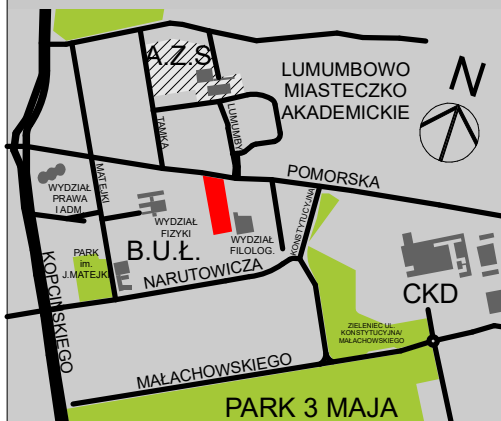 A.Z.S
LUMUMBOWO
MIASTECZKO
AKADEMICKIE
N
TAMKA
LUMUMBY
POMORSKA
MATEJKI
WYDZIAŁ
PRAWA
I ADM.
WYDZIAŁ
FIZYKI
WYDZIAŁ
FILOLOG.
KONSTYTUCYJNA
PARK
im.
J.MATEJKI
B.U.Ł.
NARUTOWICZA
KOPCIŃSKIEGO
CKD
ZIELENIEC UL.
KONSTYTUCYJNA/
MAŁACHOWSKIEGO
MAŁACHOWSKIEGO
PARK 3 MAJA